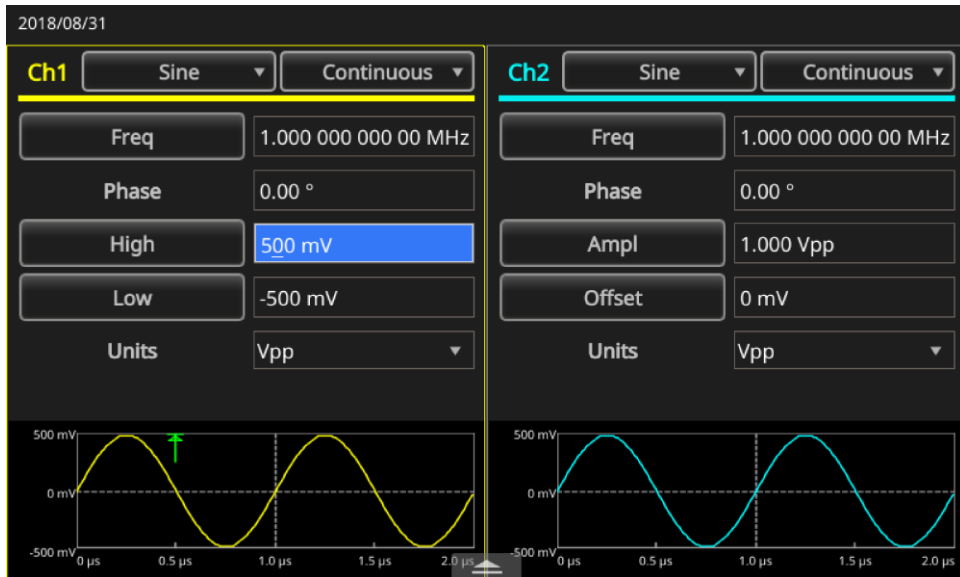 2018/08/31
Ch1 Sine Continuous
Freq 1.000 000 000 00 MHz
Phase 0.00 °
High 500 mV
Low -500 mV
Units Vpp
500 mV
0 mV
-500 mV
0 µs 0.5 µs 1.0 µs 1.5 µs 2.0 µs
Ch2 Sine Continuous
Freq 1.000 000 000 00 MHz
Phase 0.00 °
Ampl 1.000 Vpp
Offset 0 mV
Units Vpp
500 mV
0 mV
-500 mV
0 µs 0.5 µs 1.0 µs 1.5 µs 2.0 µs